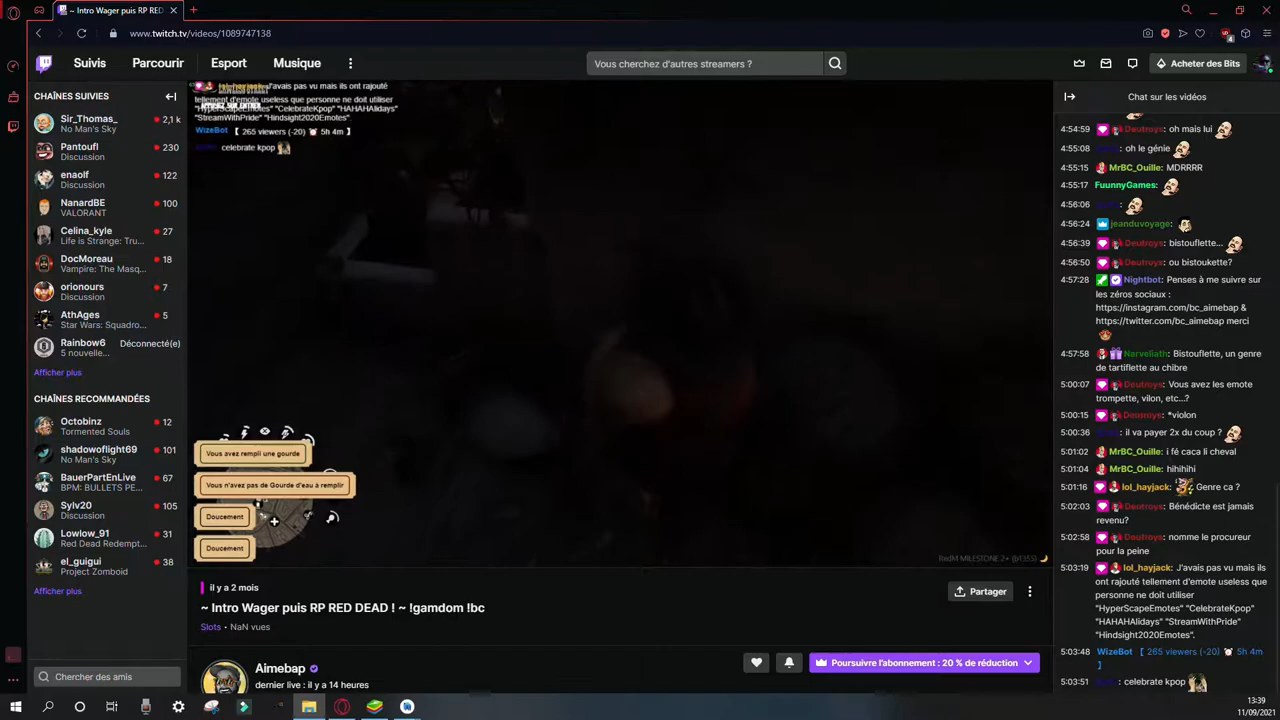 ~ Intro Wager puis RP RED
www.twitch.tv/videos/1089747138
4
Suivis
Parcourir
Esport
Musique
Vous cherchez d'autres streamers ?
Acheter des Bits
CHAÎNES SUIVIES
Sir_Thomas_
No Man's Sky
2,1 k
Pantoufl
Discussion
230
enaolf
Discussion
122
NanardBE
VALORANT
100
Celina_kyle
Life is Strange: Tru...
27
DocMoreau
Vampire: The Masq...
18
orionours
Discussion
7
AthAges
Star Wars: Squadro...
5
Rainbow6
5 nouvelle...
Déconnecté(e)
Afficher plus
CHAÎNES RECOMMANDÉES
Octobinz
Tormented Souls
12
shadowoflight69
No Man's Sky
101
BauerPartEnLive
BPM: BULLETS PE...
108
Sylv20
Discussion
105
Lowlow_91
Red Dead Redempt...
31
el_guigui
Project Zomboid
38
Afficher plus
Chercher des amis
J'avais pas vu mais ils ont rajouté
tellement d'emote useless que personne ne doit utiliser
"HyperScapeEmotes" "CelebrateKpop" "HAHAHAlidays"
"StreamWithPride" "Hindsight2020Emotes".
WizeBot 【 265 viewers (-20) 5h 4m 】
celebrate kpop
Vous avez rempli une gourde
Vous n'avez pas de Gourde d'eau à remplir
Doucement
Doucement
RedM MILESTONE 2* (b1355)
il y a 2 mois
~ Intro Wager puis RP RED DEAD ! ~ !gamdom !bc
Slots • NaN vues
Partager
Aimebap
dernier live : il y a 14 heures
Poursuivre l'abonnement : 20 % de réduction
Chat sur les vidéos
4:54:59 Deutroys: oh mais lui
4:55:08 : oh le génie
4:55:15 MrBC_Ouille: MDRRRR
4:55:17
FuunnyGames:
4:56:06 :
4:56:24
jeanduvoyage:
4:56:39 Deutroys: bistouflette...
4:56:50 Deutroys: ou bistoukette?
4:57:28 Nightbot: Penses à me suivre sur
les zéros sociaux :
https://instagram.com/bc_aimebap &
https://twitter.com/bc_aimebap merci
4:57:58 Narveliath: Bistouflette, un genre
de tartiflette au chibre
5:00:07 Deutroys: Vous avez les emote
trompette, vilon, etc...?
5:00:15 Deutroys: *violon
5:00:36 : il va payer 2x du coup ?
5:01:02 MrBC_Ouille: i fé caca li cheval
5:01:04 MrBC_Ouille: hihihihi
5:01:16 lol_hayjack: Genre ca ?
5:02:03 Deutroys: Bénédicte est jamais
revenu?
5:02:58 Deutroys: nomme le procureur
pour la peine
5:03:19 lol_hayjack: J'avais pas vu mais ils
ont rajouté tellement d'emote useless que
personne ne doit utiliser
"HyperScapeEmotes" "CelebrateKpop"
"HAHAHAlidays" "StreamWithPride"
"Hindsight2020Emotes".
5:03:48 WizeBot 【 265 viewers (-20) 5h 4m
】
5:03:51 : celebrate kpop
13:39
11/09/2021